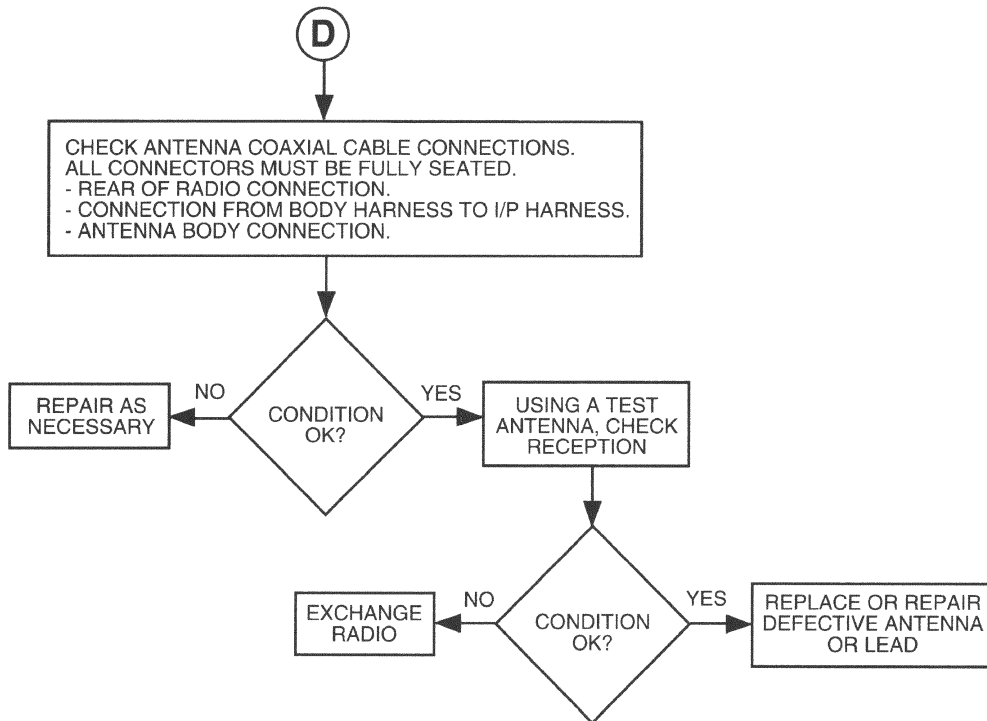 D
CHECK ANTENNA COAXIAL CABLE CONNECTIONS.
ALL CONNECTORS MUST BE FULLY SEATED.
- REAR OF RADIO CONNECTION.
- CONNECTION FROM BODY HARNESS TO I/P HARNESS.
- ANTENNA BODY CONNECTION.
NO
YES
REPAIR AS
NECESSARY
CONDITION
OK?
USING A TEST
ANTENNA, CHECK
RECEPTION
NO
YES
EXCHANGE
RADIO
CONDITION
OK?
REPLACE OR REPAIR
DEFECTIVE ANTENNA
OR LEAD